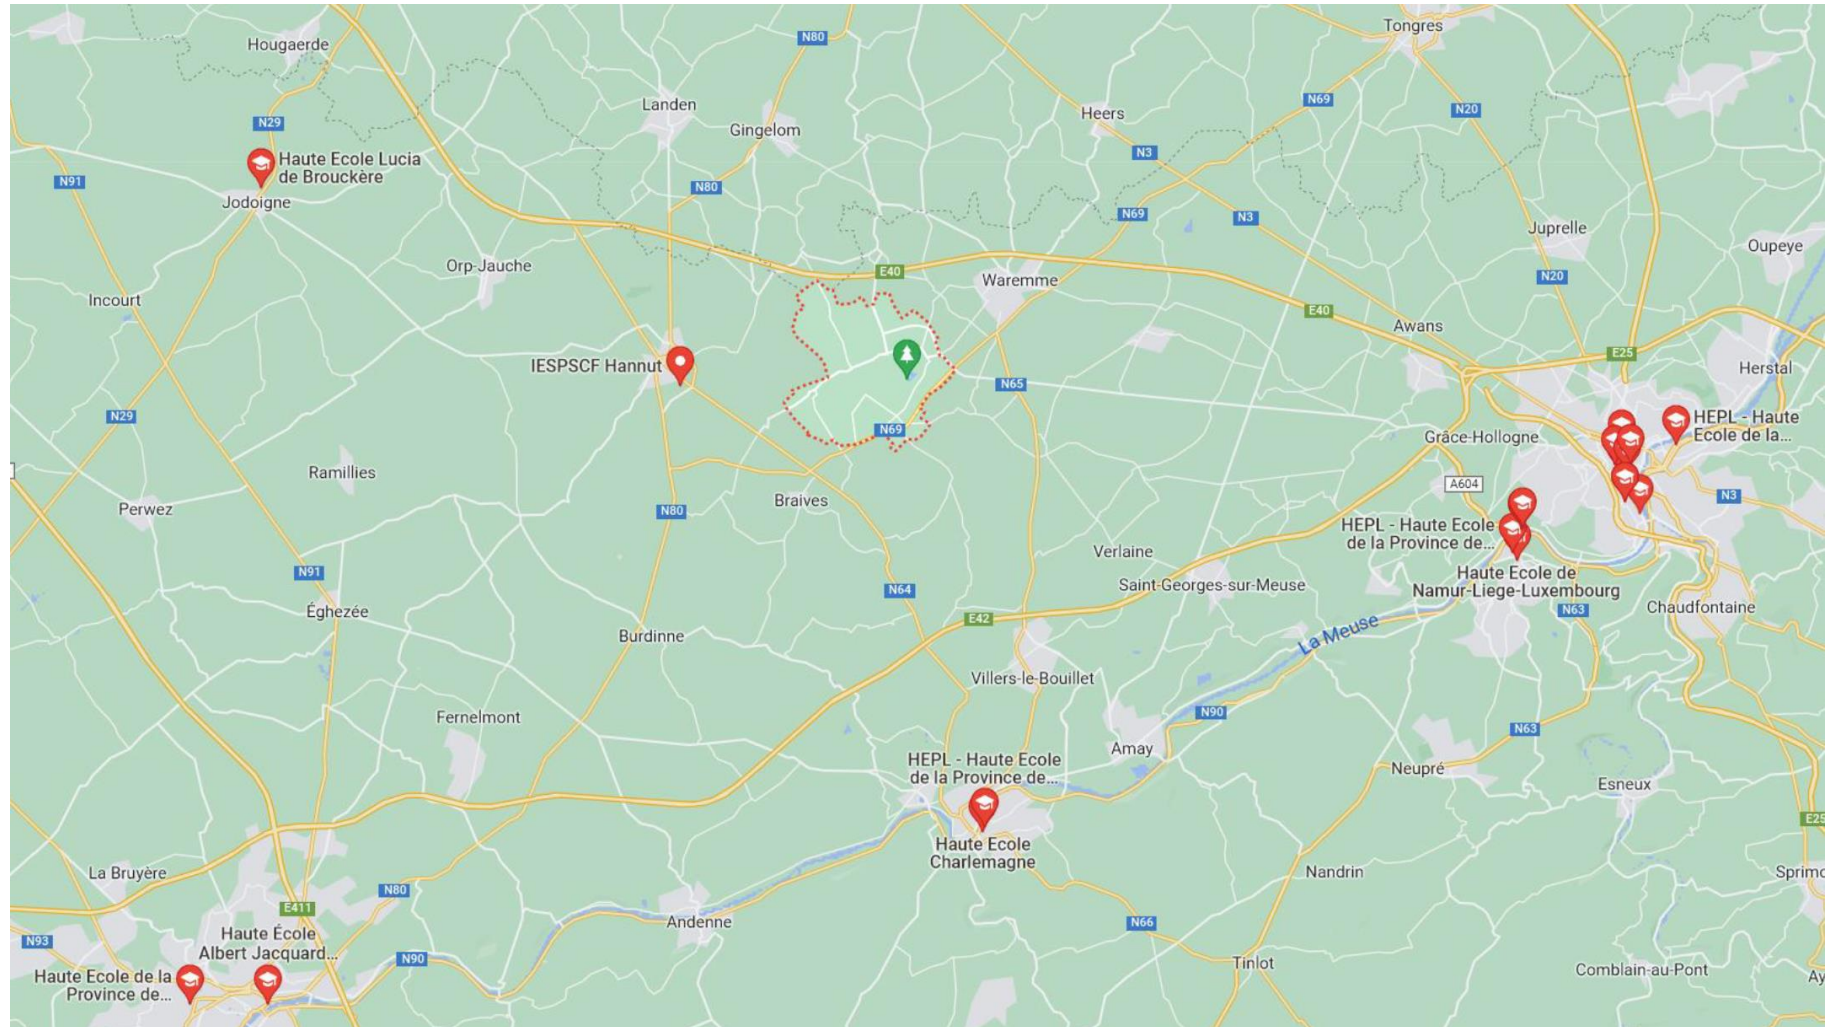 Tongres
Hougaerde
N80
Landen
N69
N20
Heers
Gingelom
N29
N3
Haute Ecole Lucia
de Brouckère
N91
N80
Jodoigne
N69
N3
Juprelle
Oupeye
Orp-Jauche
E40
Waremme
N20
Incourt
E40
Awans
E25
IESPSCF Hannut
Herstal
N65
N29
HEPL - Haute
Ecole de la...
N69
Grâce-Hollogne
Ramillies
A604
N3
Braives
Perwez
N80
HEPL - Haute Ecole
de la Province de...
Verlaine
N91
Haute Ecole de
Namur-Liege-Luxembourg
Saint-Georges-sur-Meuse
N64
Éghezée
N63
Chaudfontaine
E42
Burdinne
La Meuse
Villers-le-Bouillet
N90
Fernelmont
N63
Amay
HEPL - Haute Ecole
de la Province de...
Neupré
Esneux
E25
Haute Ecole
Charlemagne
La Bruyère
Nandrin
Sprimo
N80
E411
Andenne
N66
Haute École
Albert Jacquard...
N93
N90
Tinlot
Haute Ecole de la
Province de...
Comblain-au-Pont
Ay